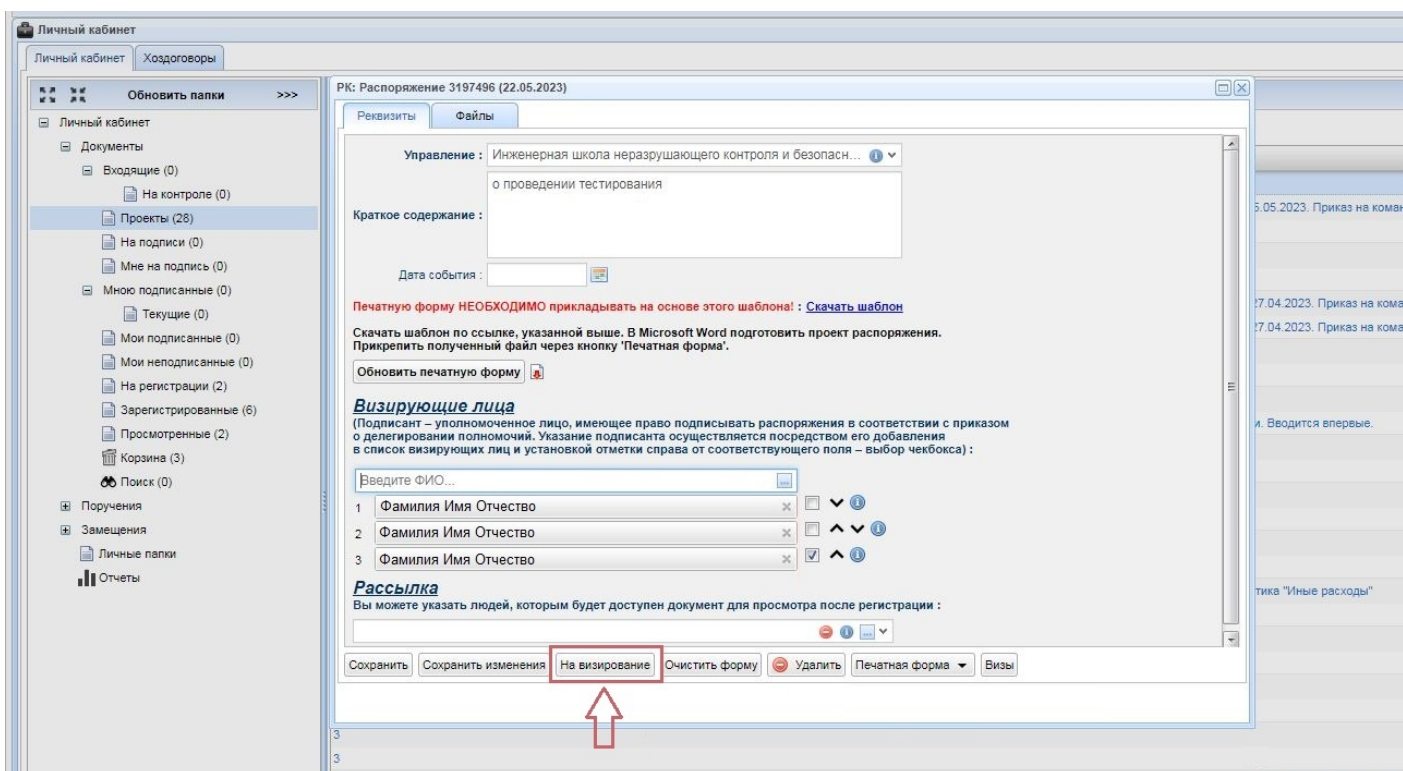 Личный кабинет
Личный кабинет
Хоздоговоры
Обновить папки >>>
Личный кабинет
Документы
Входящие (0)
На контроле (0)
Проекты (28)
На подписи (0)
Мне на подпись (0)
Мною подписанные (0)
Текущие (0)
Мои подписанные (0)
Мои неподписанные (0)
На регистрации (2)
Зарегистрированные (6)
Просмотренные (2)
Корзина (3)
Поиск (0)
Поручения
Замещения
Личные папки
Отчеты
РК: Распоряжение 3197496 (22.05.2023)
Реквизиты
Файлы
Управление : Инженерная школа неразрушающего контроля и безопасн...
Краткое содержание : о проведении тестирования
Дата события :
Печатную форму НЕОБХОДИМО прикладывать на основе этого шаблона! : Скачать шаблон
Скачать шаблон по ссылке, указанной выше. В Microsoft Word подготовить проект распоряжения.
Прикрепить полученный файл через кнопку 'Печатная форма'.
Обновить печатную форму
Визирующие лица
(Подписант – уполномоченное лицо, имеющее право подписывать распоряжения в соответствии с приказом
о делегировании полномочий. Указание подписанта осуществляется посредством его добавления
в список визирующих лиц и установкой отметки справа от соответствующего поля – выбор чекбокса) :
Введите ФИО...
1 Фамилия Имя Отчество
2 Фамилия Имя Отчество
3 Фамилия Имя Отчество
Рассылка
Вы можете указать людей, которым будет доступен документ для просмотра после регистрации :
Сохранить
Сохранить изменения
На визирование
Очистить форму
Удалить
Печатная форма
Визы
.05.2023. Приказ на коман
7.04.2023. Приказ на кома
7.04.2023. Приказ на кома
и. Вводится впервые.
тика "Иные расходы"
3
3